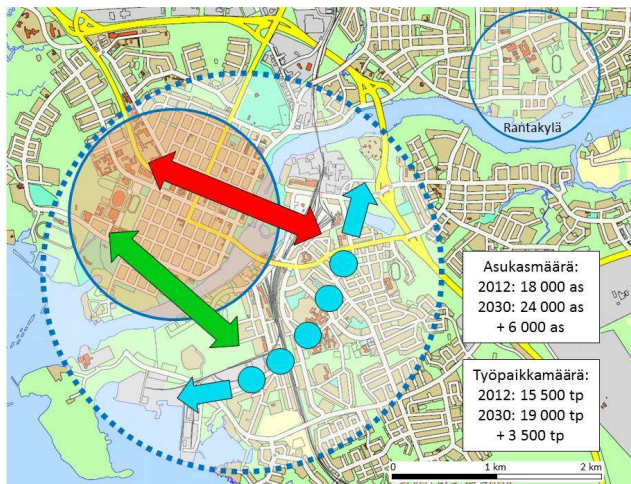 Rantakylä
Asukasmäärä:
2012: 18 000 as
2030: 24 000 as
+ 6 000 as
Työpaikkamäärä:
2012: 15 500 tp
2030: 19 000 tp
+ 3 500 tp
0 1 km 2 km